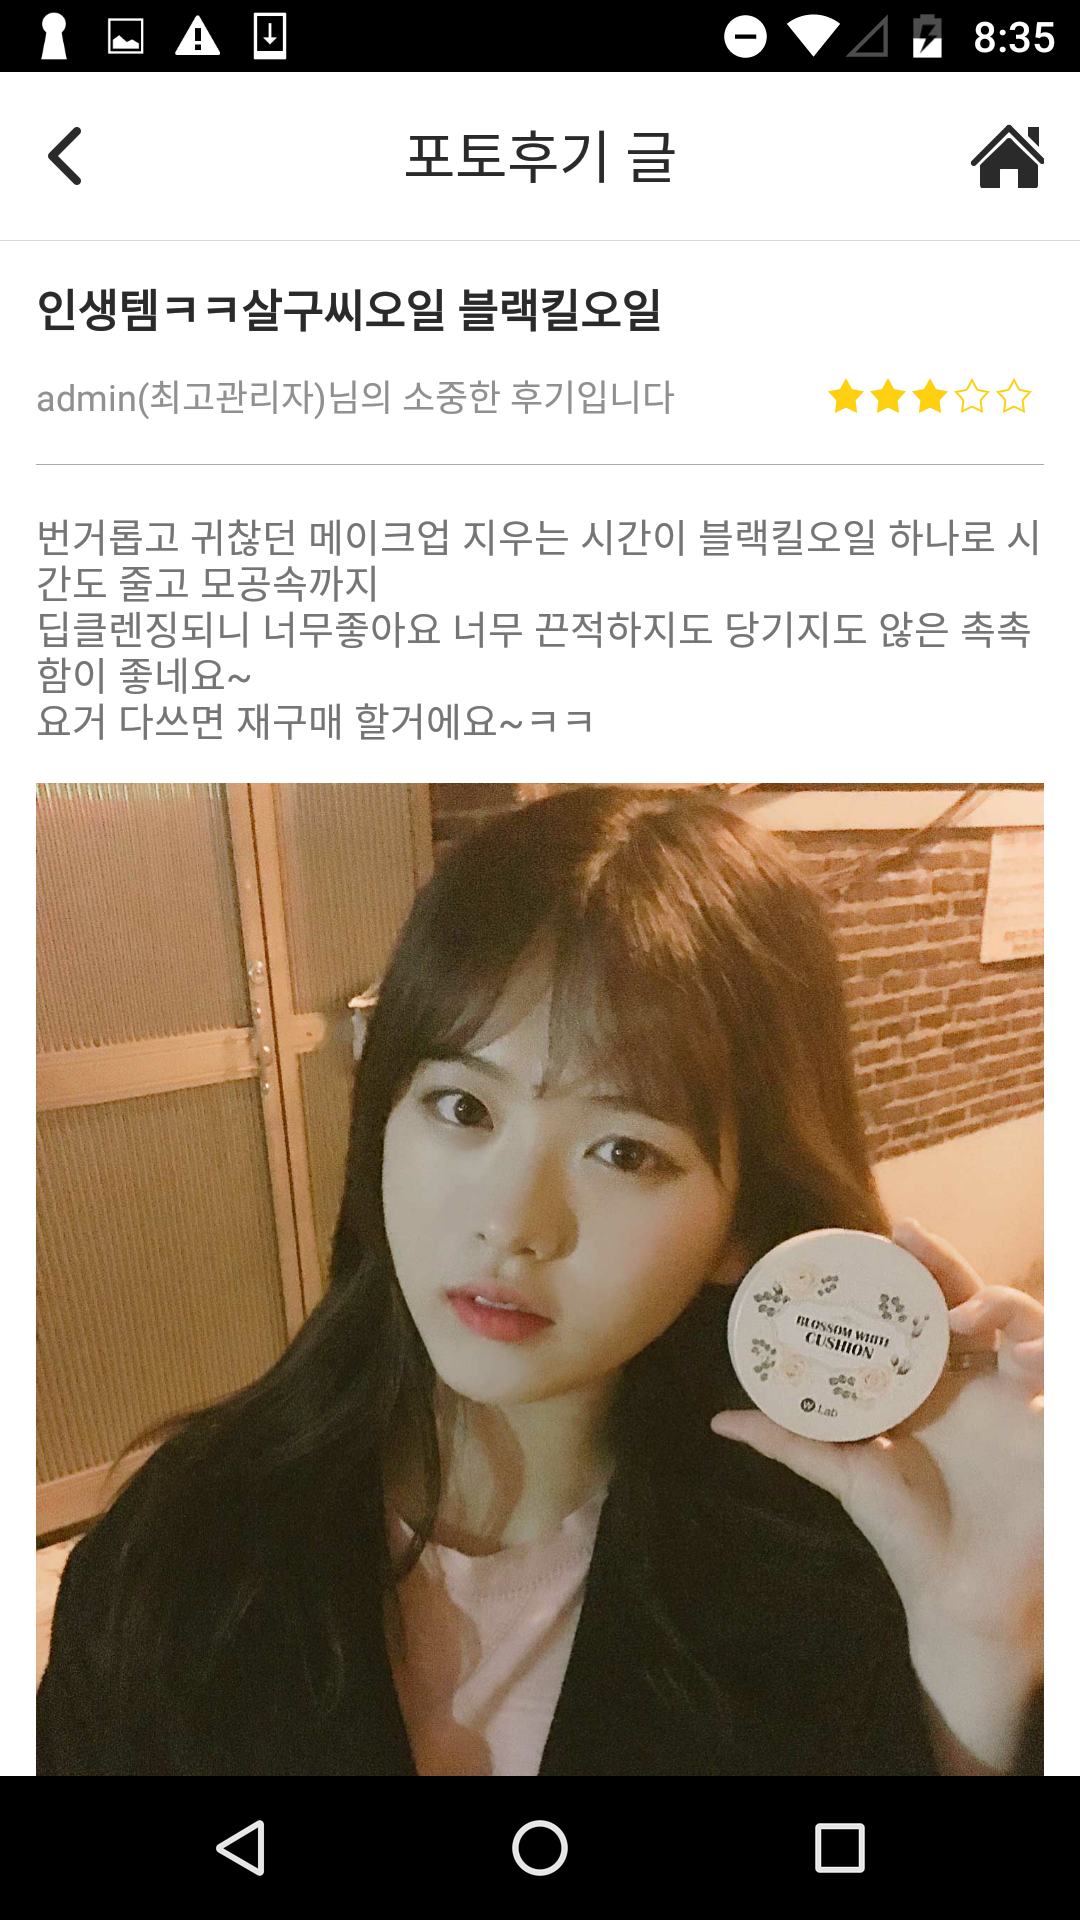 8:35
포토후기 글
인생템ㅋㅋ살구씨오일 블랙킬오일
admin(최고관리자)님의 소중한 후기입니다
번거롭고 귀찮던 메이크업 지우는 시간이 블랙킬오일 하나로 시
간도 줄고 모공속까지
딥클렌징되니 너무좋아요 너무 끈적하지도 당기지도 않은 촉촉
함이 좋네요~
요거 다쓰면 재구매 할거에요~ㅋㅋ
BLOSSOM WHITE
CUSHION
W.Lab